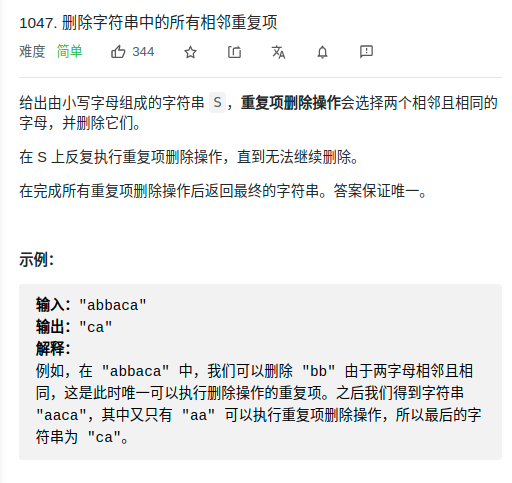 1047. 删除字符串中的所有相邻重复项
难度 简单 344
给出由小写字母组成的字符串 S，重复项删除操作会选择两个相邻且相同的
字母，并删除它们。
在 S 上反复执行重复项删除操作，直到无法继续删除。
在完成所有重复项删除操作后返回最终的字符串。答案保证唯一。
示例：
输入："abbaca"
输出："ca"
解释：
例如，在 "abbaca" 中，我们可以删除 "bb" 由于两字母相邻且相
同，这是此时唯一可以执行删除操作的重复项。之后我们得到字符串
"aaca"，其中又只有 "aa" 可以执行重复项删除操作，所以最后的字
符串为 "ca"。